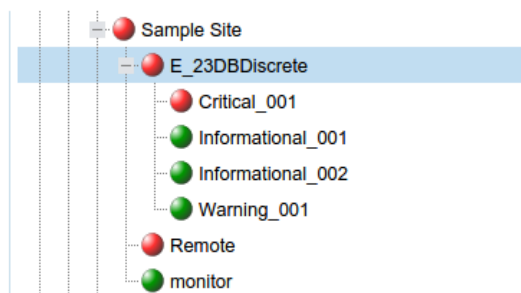 Sample Site
E_23DBDiscrete
Critical_001
Informational_001
Informational_002
Warning_001
Remote
monitor